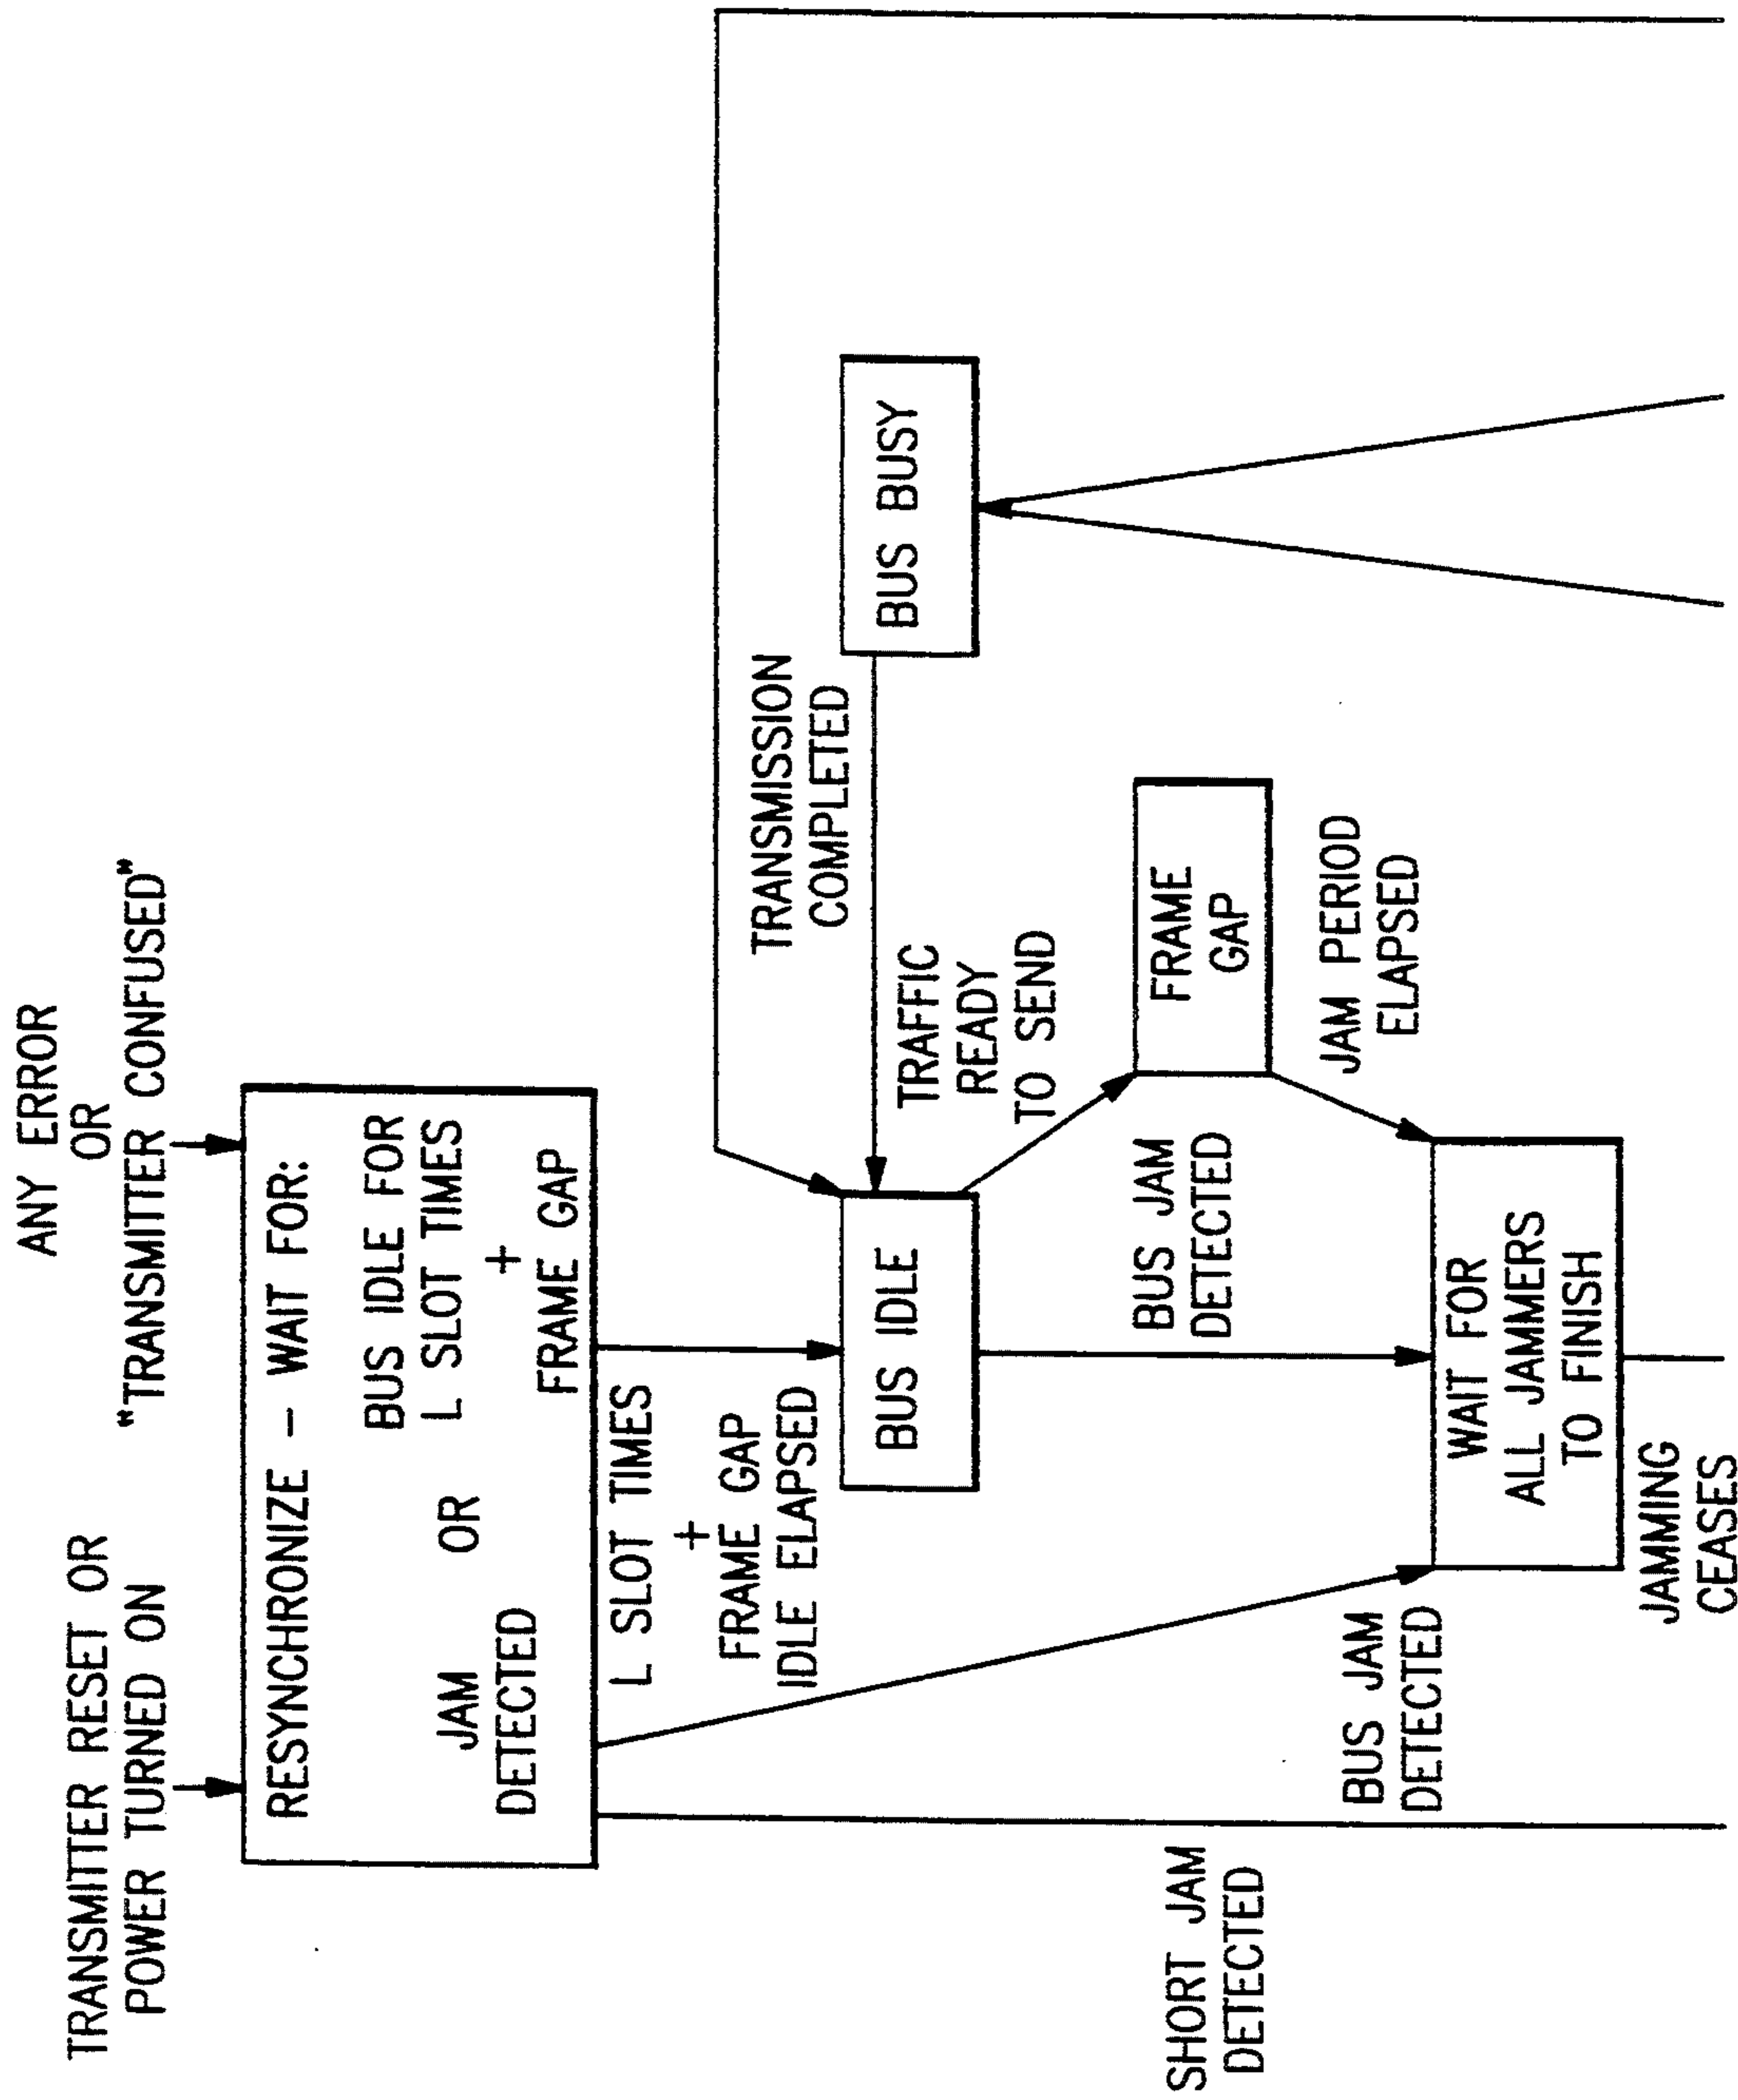 TRANSMITTER RESET OR
POWER TURNED ON
ANY ERROR
OR
"TRANSMITTER CONFUSED"
RESYNCHRONIZE - WAIT FOR:
BUS IDLE FOR
L SLOT TIMES
+
FRAME GAP
OR
JAM
DETECTED
L SLOT TIMES
+
FRAME GAP
IDLE ELAPSED
TRANSMISSION
COMPLETED
BUS IDLE
BUS BUSY
TRAFFIC
READY
TO SEND
SHORT JAM
DETECTED
BUS JAM
DETECTED
FRAME
GAP
BUS JAM
DETECTED
JAM PERIOD
ELAPSED
WAIT FOR
ALL JAMMERS
TO FINISH
JAMMING
CEASES